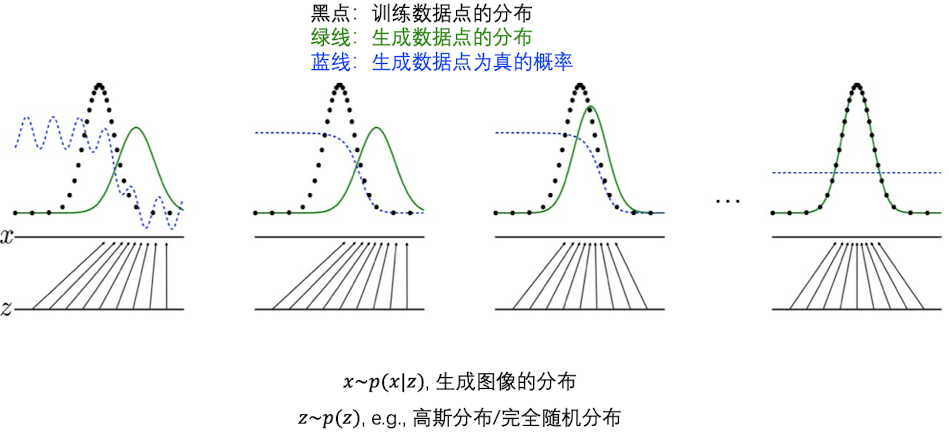 黑点：训练数据点的分布
绿线：生成数据点的分布
蓝线：生成数据点为真的概率
...
x
z
x~p(x|z), 生成图像的分布
z~p(z), e.g., 高斯分布/完全随机分布